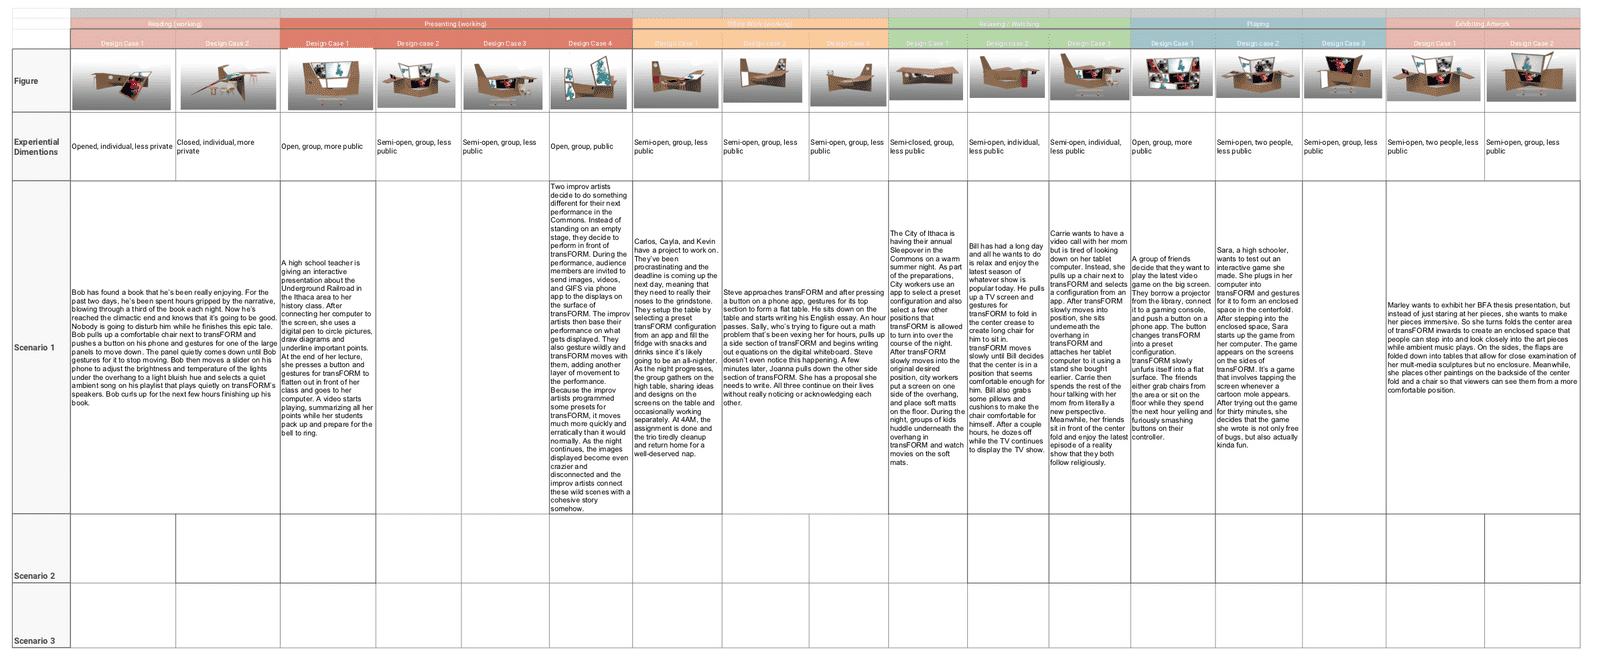 Reading (working)
Presenting (working)
Office Work (working)
Relaxing / Watching
Playing
Exhibiting Artwork
Design Case 1
Design Case 2
Design Case 1
Design case 2
Design Case 3
Design Case 4
Design Case 1
Design case 2
Design Case 3
Design Case 1
Design case 2
Design Case 3
Design Case 1
Design case 2
Design Case 3
Design Case 1
Design Case 2
Figure
Experiential
Dimentions
Opened, individual, less private
Closed, individual, more
private
Open, group, more public
Semi-open, group, less
public
Semi-open, group, less
public
Open, group, public
Semi-open, group, less
public
Semi-open, group, less
public
Semi-open, group, less
public
Semi-closed, group,
less public
Semi-open, individual,
less public
Semi-open, individual,
less public
Open, group, more
public
Semi-open, two people,
less public
Semi-open, group, less
public
Semi-open, two people, less
public
Semi-open, group, less
public
Scenario 1
Bob has found a book that he's been really enjoying. For the
past two days, he's been spent hours gripped by the narrative,
blowing through a third of the book each night. Now he's
reached the climactic end and knows that it's going to be good.
Nobody is going to disturb him while he finishes this epic tale.
Bob pulls up a comfortable chair next to transFORM and
pushes a button on his phone and gestures for one of the large
panels to move down. The panel quietly comes down until Bob
gestures for it to stop moving. Bob then moves a slider on his
phone to adjust the brightness and temperature of the lights
under the overhang to a light bluish hue and selects a quiet
ambient song on his playlist that plays quietly on transFORM's
speakers. Bob curls up for the next few hours finishing up his
book.
A high school teacher is
giving an interactive
presentation about the
Underground Railroad in
the Ithaca area to her
history class. After
connecting her computer to
the screen, she uses a
digital pen to circle pictures,
draw diagrams and
underline important points.
At the end of her lecture,
she presses a button and
gestures for transFORM to
flatten out in front of her
class and goes to her
computer. A video starts
playing, summarizing all her
points while her students
pack up and prepare for the
bell to ring.
Two improv artists
decide to do something
different for their next
performance in the
Commons. Instead of
standing on an empty
stage, they decide to
perform in front of
transFORM. During the
performance, audience
members are invited to
send images, videos,
and GIFS via phone
app to the displays on
the surface of
transFORM. The improv
artists then base their
performance on what
gets displayed. They
also gesture wildly and
transFORM moves with
them, adding another
layer of movement to
the performance.
Because the improv
artists programmed
some presets for
transFORM, it moves
much more quickly and
erratically than it would
normally. As the night
continues, the images
displayed become even
crazier and
disconnected and the
improv artists connect
these wild scenes with a
cohesive story
somehow.
Carlos, Cayla, and Kevin
have a project to work on.
They've been
procrastinating and the
deadline is coming up the
next day, meaning that
they need to really their
noses to the grindstone.
They setup the table by
selecting a preset
transFORM configuration
from an app and fill the
fridge with snacks and
drinks since it's likely
going to be an all-nighter.
As the night progresses,
the group gathers on the
high table, sharing ideas
and designs on the
screens on the table and
occasionally working
separately. At 4AM, the
assignment is done and
the trio tiredly cleanup
and return home for a
well-deserved nap.
Steve approaches transFORM and after pressing
a button on a phone app, gestures for its top
section to form a flat table. He sits down on the
table and starts writing his English essay. An hour
passes. Sally, who's trying to figure out a math
problem that's been vexing her for hours, pulls up
a side section of transFORM and begins writing
out equations on the digital whiteboard. Steve
doesn't even notice this happening. A few
minutes later, Joanna pulls down the other side
section of transFORM. She has a proposal she
needs to write. All three continue on their lives
without really noticing or acknowledging each
other.
The City of Ithaca is
having their annual
Sleepover in the
Commons on a warm
summer night. As part
of the preparations,
City workers use an
app to select a preset
configuration and also
select a few other
positions that
transFORM is allowed
to turn into over the
course of the night.
After transFORM
slowly moves into the
original desired
position, city workers
put a screen on one
side of the overhang,
and place soft matts
on the floor. During the
night, groups of kids
huddle underneath the
overhang in
transFORM and watch
movies on the soft
mats.
Bill has had a long day
and all he wants to do
is relax and enjoy the
latest season of
whatever show is
popular today. He pulls
up a TV screen and
gestures for
transFORM to fold in
the center crease to
create long chair for
him to sit in.
transFORM moves
slowly until Bill decides
that the center is in a
position that seems
comfortable enough for
him. Bill also grabs
some pillows and
cushions to make the
chair comfortable for
himself. After a couple
hours, he dozes off
while the TV continues
to display the TV show.
Carrie wants to have a
video call with her mom
but is tired of looking
down on her tablet
computer. Instead, she
pulls up a chair next to
transFORM and selects
a configuration from an
app. After transFORM
slowly moves into
position, she sits
underneath the
overhang in
transFORM and
attaches her tablet
computer to it using a
stand she bought
earlier. Carrie then
spends the rest of the
hour talking with her
mom from literally a
new perspective.
Meanwhile, her friends
sit in front of the center
fold and enjoy the latest
episode of a reality
show that they both
follow religiously.
A group of friends
decide that they want to
play the latest video
game on the big screen.
They borrow a projector
from the library, connect
it to a gaming console,
and push a button on a
phone app. The button
changes transFORM
into a preset
configuration.
transFORM slowly
unfurls itself into a flat
surface. The friends
either grab chairs from
the area or sit on the
floor while they spend
the next hour yelling and
furiously smashing
buttons on their
controller.
Sara, a high schooler,
wants to test out an
interactive game she
made. She plugs in her
computer into
transFORM and gestures
for it to form an enclosed
space in the centerfold.
After stepping into the
enclosed space, Sara
starts up the game from
her computer. The game
appears on the screens
on the sides of
transFORM. It's a game
that involves tapping the
screen whenever a
cartoon mole appears.
After trying out the game
for thirty minutes, she
decides that the game
she wrote is not only free
of bugs, but also actually
kinda fun.
Marley wants to exhibit her BFA thesis presentation, but
instead of just staring at her pieces, she wants to make
her pieces immersive. So she turns folds the center area
of transFORM inwards to create an enclosed space that
people can step into and look closely into the art pieces
while ambient music plays. On the sides, the flaps are
folded down into tables that allow for close examination of
her mult-media sculptures but no enclosure. Meanwhile,
she places other paintings on the backside of the center
fold and a chair so that viewers can see them from a more
comfortable position.
Scenario 2
Scenario 3